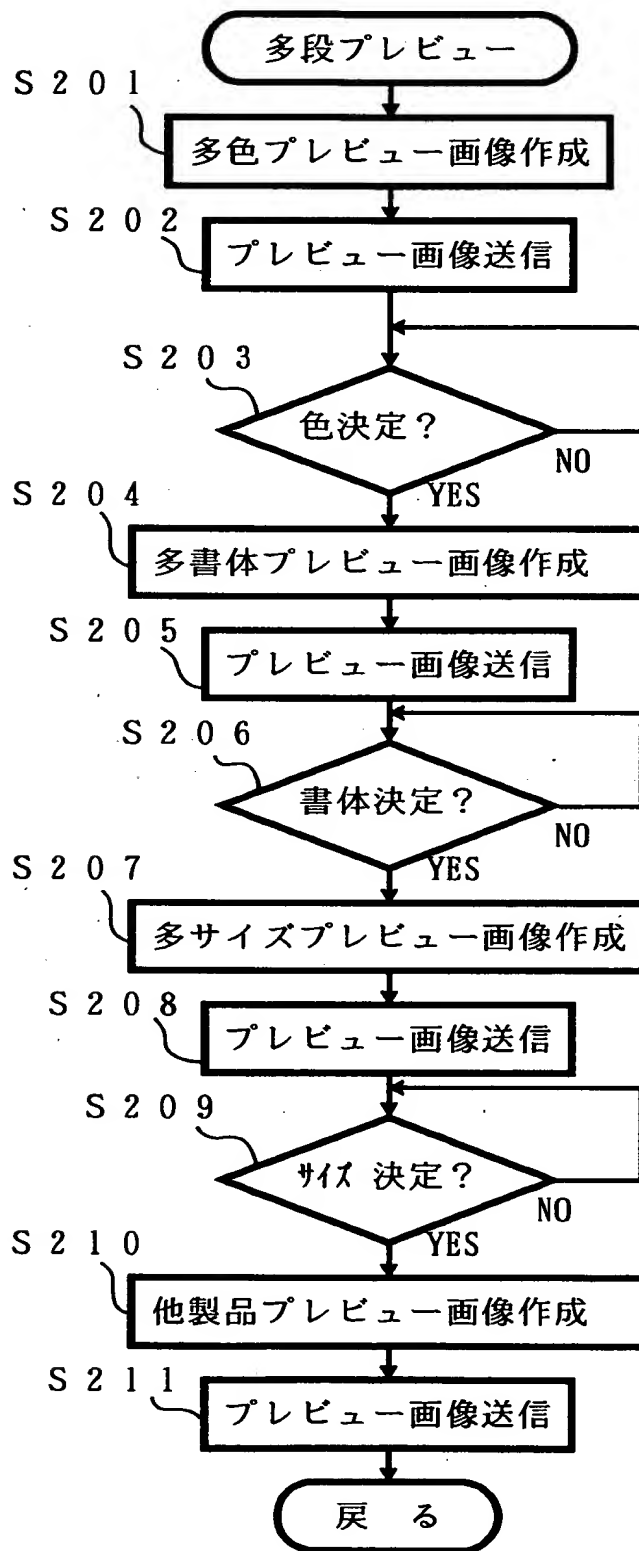 多段プレビュー
S201
多色プレビュー画像作成
S202
プレビュー画像送信
S203
色決定？
NO
YES
S204
多書体プレビュー画像作成
S205
プレビュー画像送信
S206
書体決定？
NO
YES
S207
多サイズプレビュー画像作成
S208
プレビュー画像送信
S209
サイズ 決定？
NO
YES
S210
他製品プレビュー画像作成
S211
プレビュー画像送信
戻 る